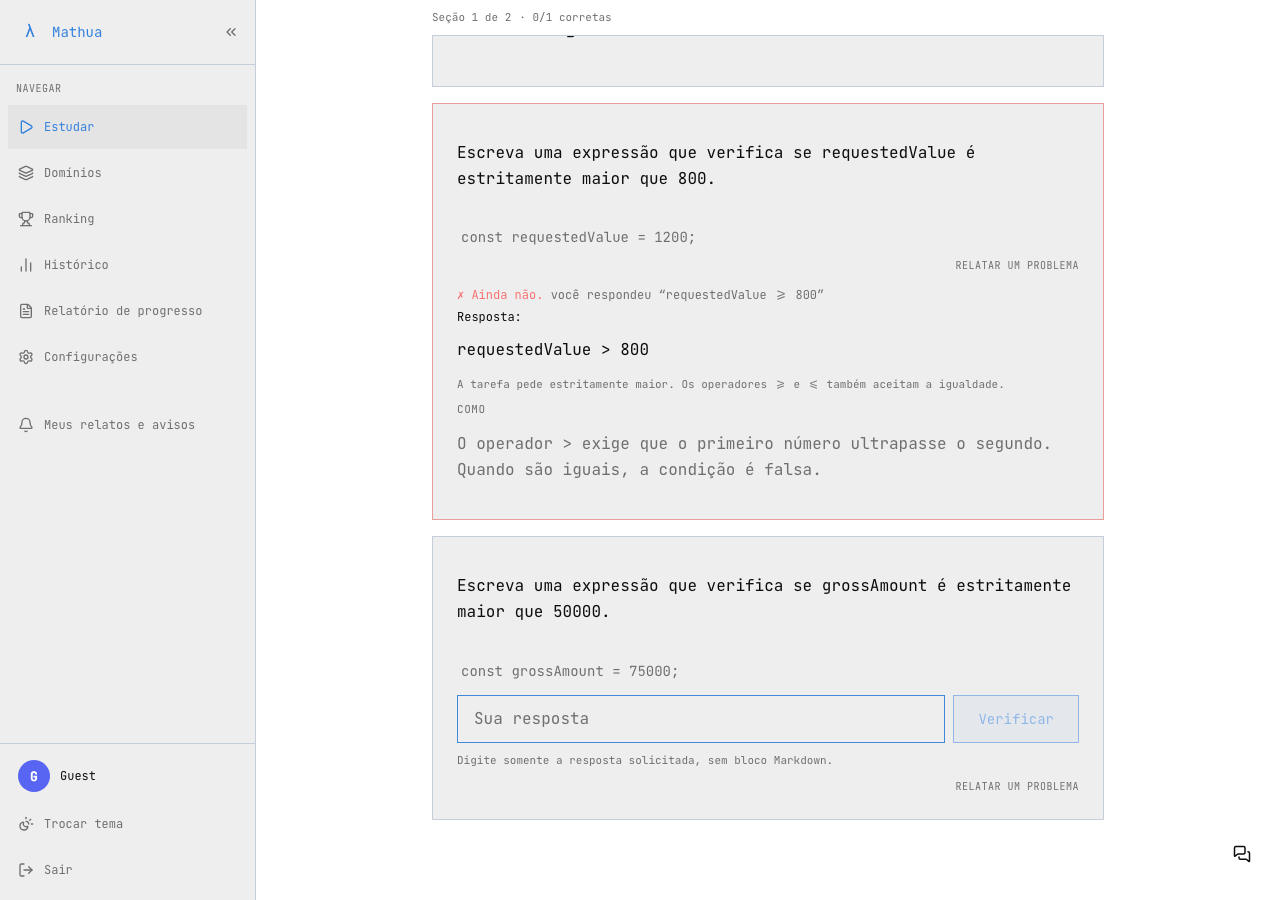 λ Mathua
NAVEGAR
Estudar
Domínios
Ranking
Histórico
Relatório de progresso
Configurações
Meus relatos e avisos
G Guest
Trocar tema
Sair
Seção 1 de 2 · 0/1 corretas
Escreva uma expressão que verifica se requestedValue é
estritamente maior que 800.
const requestedValue = 1200;
RELATAR UM PROBLEMA
✗ Ainda não. você respondeu “requestedValue >= 800”
Resposta:
requestedValue > 800
A tarefa pede estritamente maior. Os operadores >= e <= também aceitam a igualdade.
COMO
O operador > exige que o primeiro número ultrapasse o segundo.
Quando são iguais, a condição é falsa.
Escreva uma expressão que verifica se grossAmount é estritamente
maior que 50000.
const grossAmount = 75000;
Sua resposta
Verificar
Digite somente a resposta solicitada, sem bloco Markdown.
RELATAR UM PROBLEMA